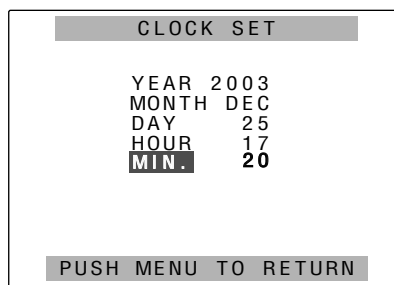 CLOCK SET
YEAR 2003
MONTH DEC
DAY 25
HOUR 17
MIN. 20
PUSH MENU TO RETURN